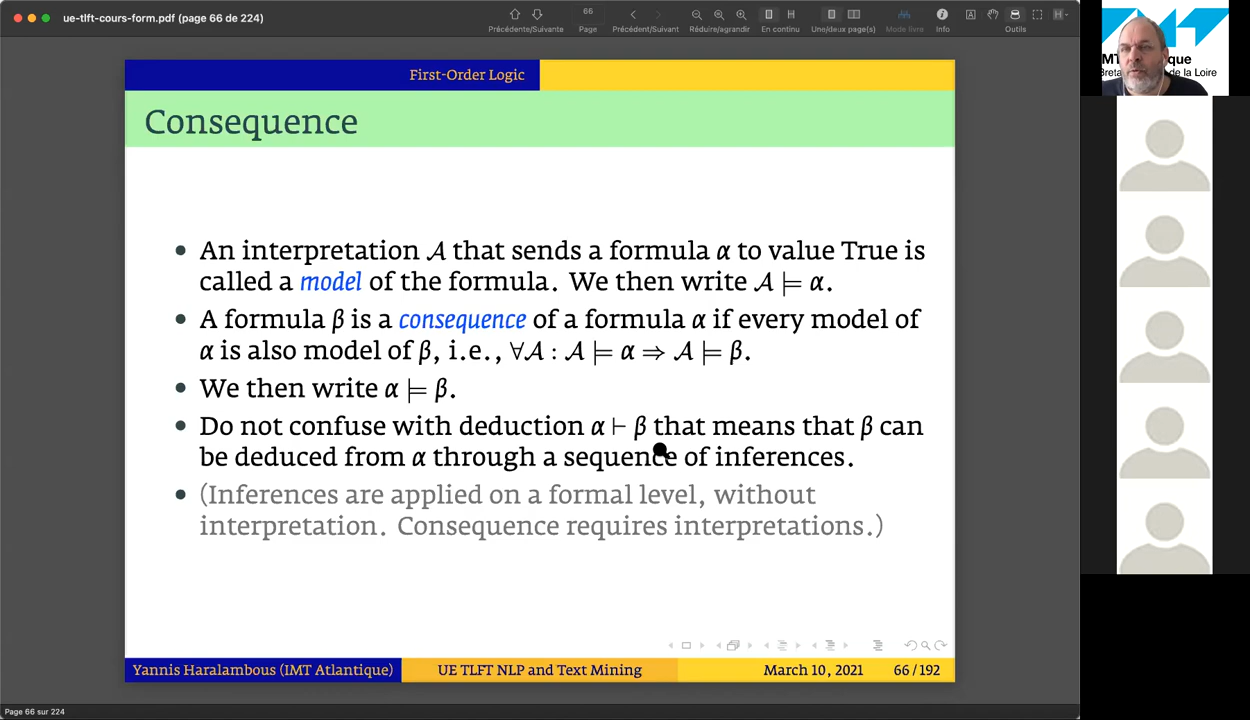 ue-tlft-cours-form.pdf (page 66 de 224)
66
Précédente/Suivante
Page
Précédent/Suivant
Réduire/agrandir
En continu
Une/deux page(s)
Mode livre
Info
Outils
First-Order Logic
Consequence
• An interpretation 𝒜 that sends a formula α to value True is
called a model of the formula. We then write 𝒜 ⊨ α.
• A formula β is a consequence of a formula α if every model of
α is also model of β, i.e., ∀𝒜 : 𝒜 ⊨ α ⇒ 𝒜 ⊨ β.
• We then write α ⊨ β.
• Do not confuse with deduction α ⊢ β that means that β can
be deduced from α through a sequence of inferences.
• (Inferences are applied on a formal level, without
interpretation. Consequence requires interpretations.)
Yannis Haralambous (IMT Atlantique)
UE TLFT NLP and Text Mining
March 10, 2021
66 / 192
Page 66 sur 224
de la Loire